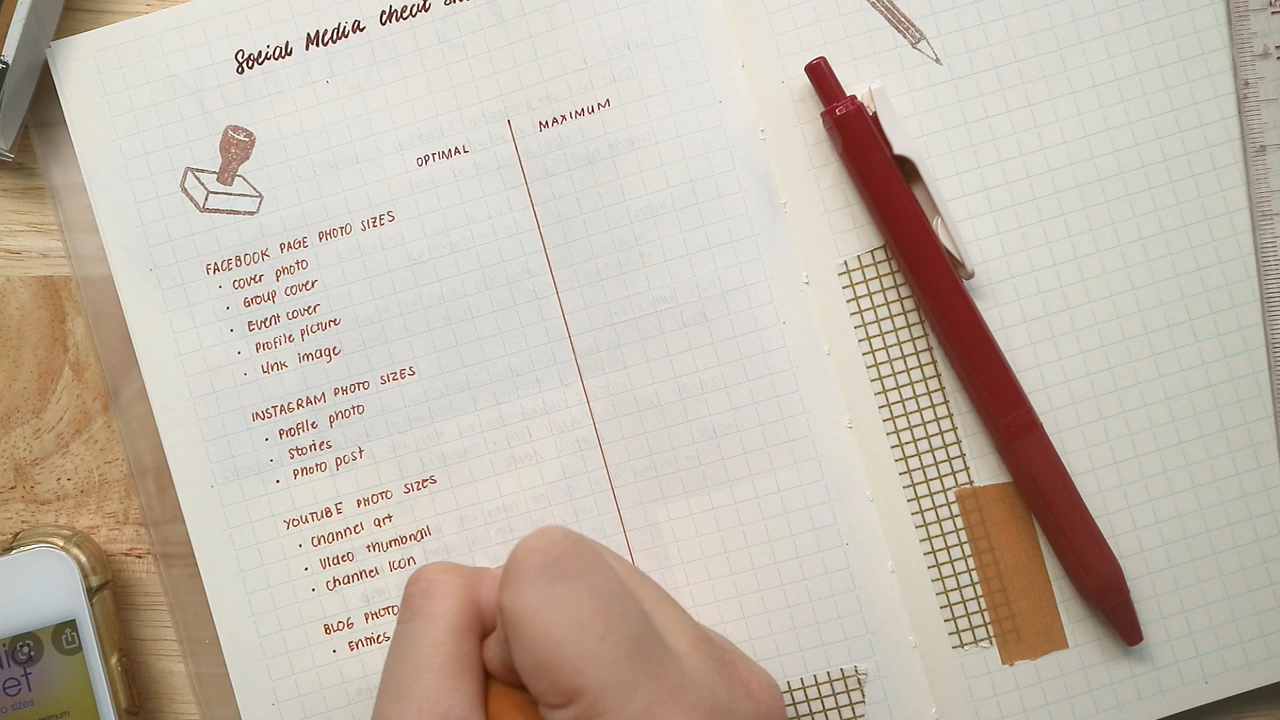 Social Media cheat
OPTIMAL
MAXIMUM
FACEBOOK PAGE PHOTO SIZES
• cover photo
• Group cover
• Event cover
• Profile picture
• Link image
INSTAGRAM PHOTO SIZES
• Profile photo
• Stories
• Photo post
YOUTUBE PHOTO SIZES
• Channel art
• Video thumbnail
• Channel Icon
BLOG PHOTO
• Entries
sizes